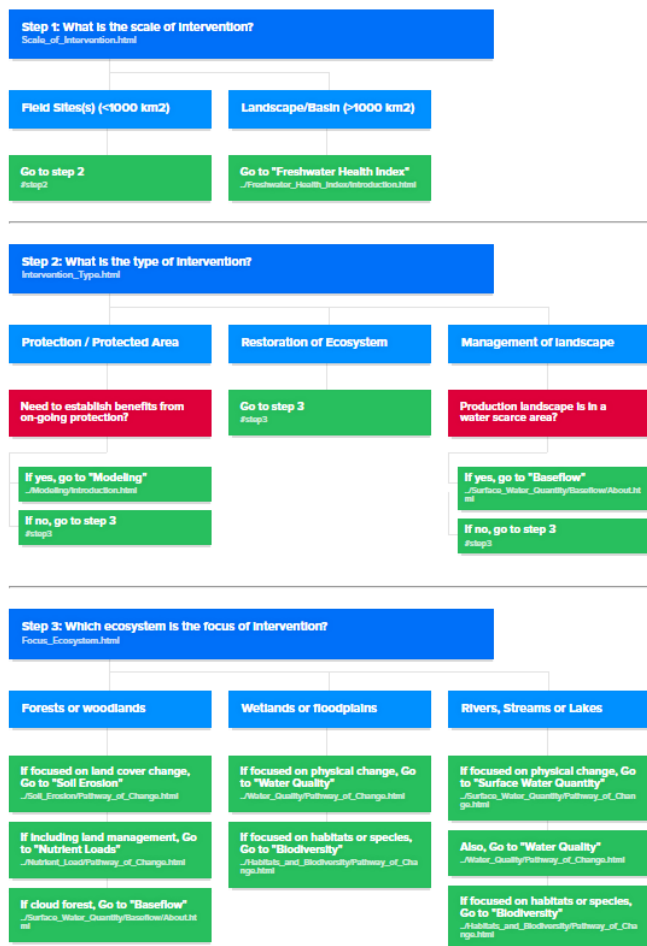 Step 1: What is the scale of intervention?
Scale_of_Intervention.html
Field Sites(s) (<1000 km2)
Landscape/Basin (>1000 km2)
Go to step 2
#step2
Go to "Freshwater Health Index"
../Freshwater_Health_Index/Introduction.html
Step 2: What is the type of intervention?
Intervention_Type.html
Protection / Protected Area
Restoration of Ecosystem
Management of landscape
Need to establish benefits from
on-going protection?
Go to step 3
#step3
Production landscape is in a
water scarce area?
If yes, go to "Modeling"
../Modeling/Introduction.html
If no, go to step 3
#step3
If yes, go to "Baseflow"
../Surface_Water_Quantity/Baseflow/About.ht
ml
If no, go to step 3
#step3
Step 3: Which ecosystem is the focus of intervention?
Focus_Ecosystem.html
Forests or woodlands
Wetlands or floodplains
Rivers, Streams or Lakes
If focused on land cover change,
Go to "Soil Erosion"
../Soil_Erosion/Pathway_of_Change.html
If including land management, Go
to "Nutrient Loads"
../Nutrient_Load/Pathway_of_Change.html
If cloud forest, Go to "Baseflow"
../Surface_Water_Quantity/Baseflow/About.ht
ml
If focused on physical change, Go
to "Water Quality"
../Water_Quality/Pathway_of_Change.html
If focused on habitats or species,
Go to "Biodiversity"
../Habitats_and_Biodiversity/Pathway_of_Cha
nge.html
If focused on physical change, Go
to "Surface Water Quantity"
../Surface_Water_Quantity/Pathway_of_Chan
ge.html
Also, Go to "Water Quality"
../Water_Quality/Pathway_of_Change.html
If focused on habitats or species,
Go to "Biodiversity"
../Habitats_and_Biodiversity/Pathway_of_Cha
nge.html